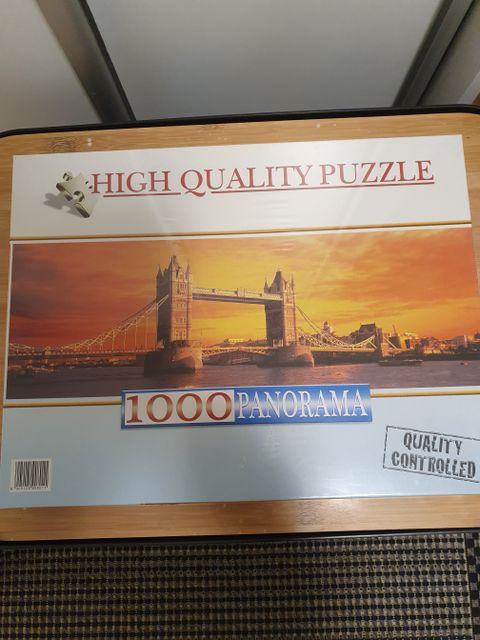 HIGH QUALITY PUZZLE
1000 PANORAMA
QUALITY
CONTROLLED